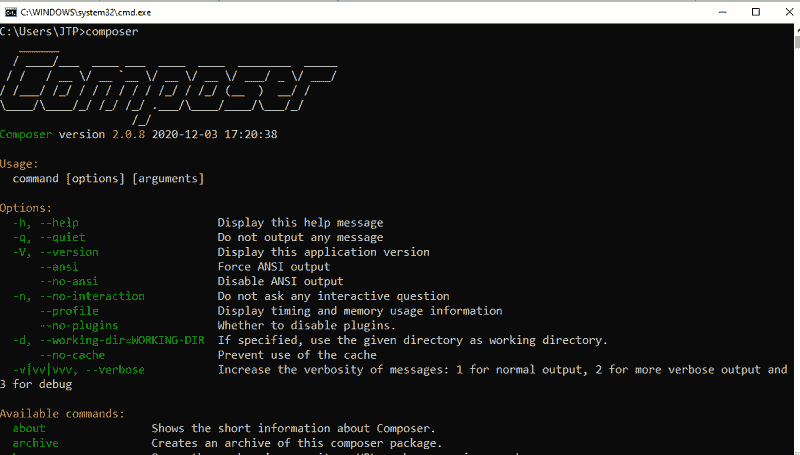 C:\WINDOWS\system32\cmd.exe
C:\Users\JTP>composer
Composer
Composer version 2.0.8 2020-12-03 17:20:38
Usage:
command [options] [arguments]
Options:
-h, --help Display this help message
-q, --quiet Do not output any message
-V, --version Display this application version
--ansi Force ANSI output
--no-ansi Disable ANSI output
-n, --no-interaction Do not ask any interactive question
--profile Display timing and memory usage information
--no-plugins Whether to disable plugins.
-d, --working-dir=WORKING-DIR If specified, use the given directory as working directory.
--no-cache Prevent use of the cache
-v|vv|vvv, --verbose Increase the verbosity of messages: 1 for normal output, 2 for more verbose output and
3 for debug
Available commands:
about Shows the short information about Composer.
archive Creates an archive of this composer package.